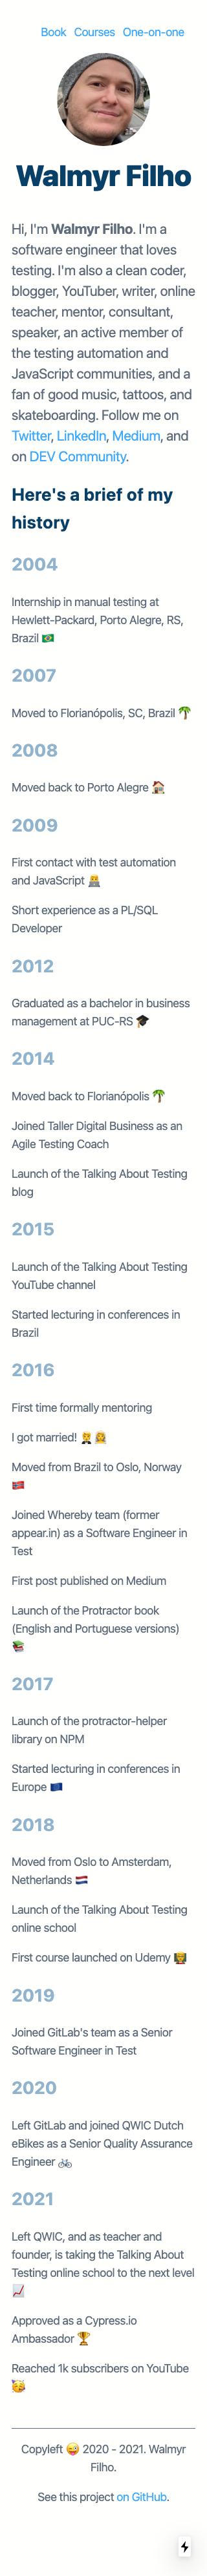 Book Courses One-on-one
Walmyr Filho
Hi, I'm Walmyr Filho. I'm a
software engineer that loves
testing. I'm also a clean coder,
blogger, YouTuber, writer, online
teacher, mentor, consultant,
speaker, an active member of
the testing automation and
JavaScript communities, and a
fan of good music, tattoos, and
skateboarding. Follow me on
Twitter, LinkedIn, Medium, and
on DEV Community.
Here's a brief of my
history
2004
Internship in manual testing at
Hewlett-Packard, Porto Alegre, RS,
Brazil 🇧🇷
2007
Moved to Florianópolis, SC, Brazil 🌴
2008
Moved back to Porto Alegre 🏠
2009
First contact with test automation
and JavaScript 👨‍💻
Short experience as a PL/SQL
Developer
2012
Graduated as a bachelor in business
management at PUC-RS 🎓
2014
Moved back to Florianópolis 🌴
Joined Taller Digital Business as an
Agile Testing Coach
Launch of the Talking About Testing
blog
2015
Launch of the Talking About Testing
YouTube channel
Started lecturing in conferences in
Brazil
2016
First time formally mentoring
I got married! 🤵👰
Moved from Brazil to Oslo, Norway
🇳🇴
Joined Whereby team (former
appear.in) as a Software Engineer in
Test
First post published on Medium
Launch of the Protractor book
(English and Portuguese versions)
📚
2017
Launch of the protractor-helper
library on NPM
Started lecturing in conferences in
Europe 🇪🇺
2018
Moved from Oslo to Amsterdam,
Netherlands 🇳🇱
Launch of the Talking About Testing
online school
First course launched on Udemy 👨‍🏫
2019
Joined GitLab's team as a Senior
Software Engineer in Test
2020
Left GitLab and joined QWIC Dutch
eBikes as a Senior Quality Assurance
Engineer 🚲
2021
Left QWIC, and as teacher and
founder, is taking the Talking About
Testing online school to the next level
📈
Approved as a Cypress.io
Ambassador 🏆
Reached 1k subscribers on YouTube
🥳
Copyleft 😜 2020 - 2021. Walmyr
Filho.
See this project on GitHub.